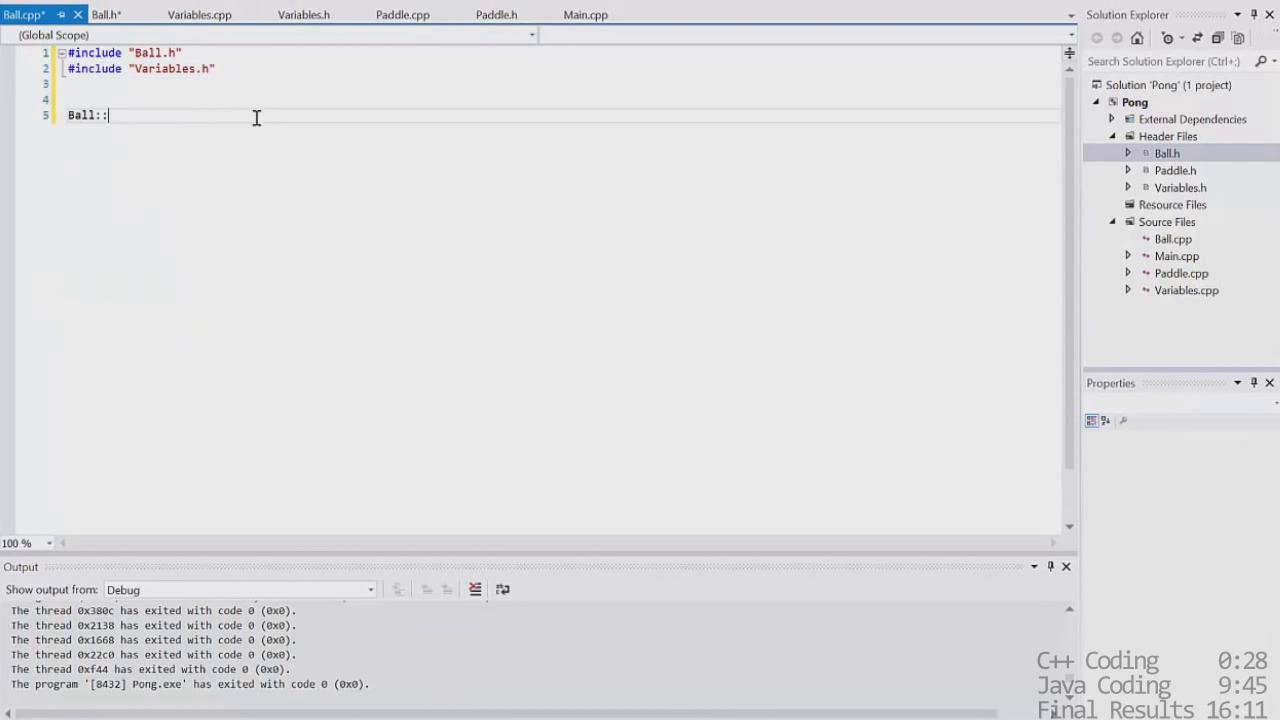 Ball.cpp* Ball.h* Variables.cpp Variables.h Paddle.cpp Paddle.h Main.cpp
(Global Scope)
1 #include "Ball.h"
2 #include "Variables.h"
3
4
5 Ball::
100 %
Output
Show output from: Debug
The thread 0x380c has exited with code 0 (0x0).
The thread 0x2138 has exited with code 0 (0x0).
The thread 0x1668 has exited with code 0 (0x0).
The thread 0x22c0 has exited with code 0 (0x0).
The thread 0xf44 has exited with code 0 (0x0).
The program '[8432] Pong.exe' has exited with code 0 (0x0).
Solution Explorer
Search Solution Explorer (Ctrl+;)
Solution 'Pong' (1 project)
Pong
External Dependencies
Header Files
Ball.h
Paddle.h
Variables.h
Resource Files
Source Files
Ball.cpp
Main.cpp
Paddle.cpp
Variables.cpp
Properties
C++ Coding 0:28
Java Coding 9:45
Final Results 16:11